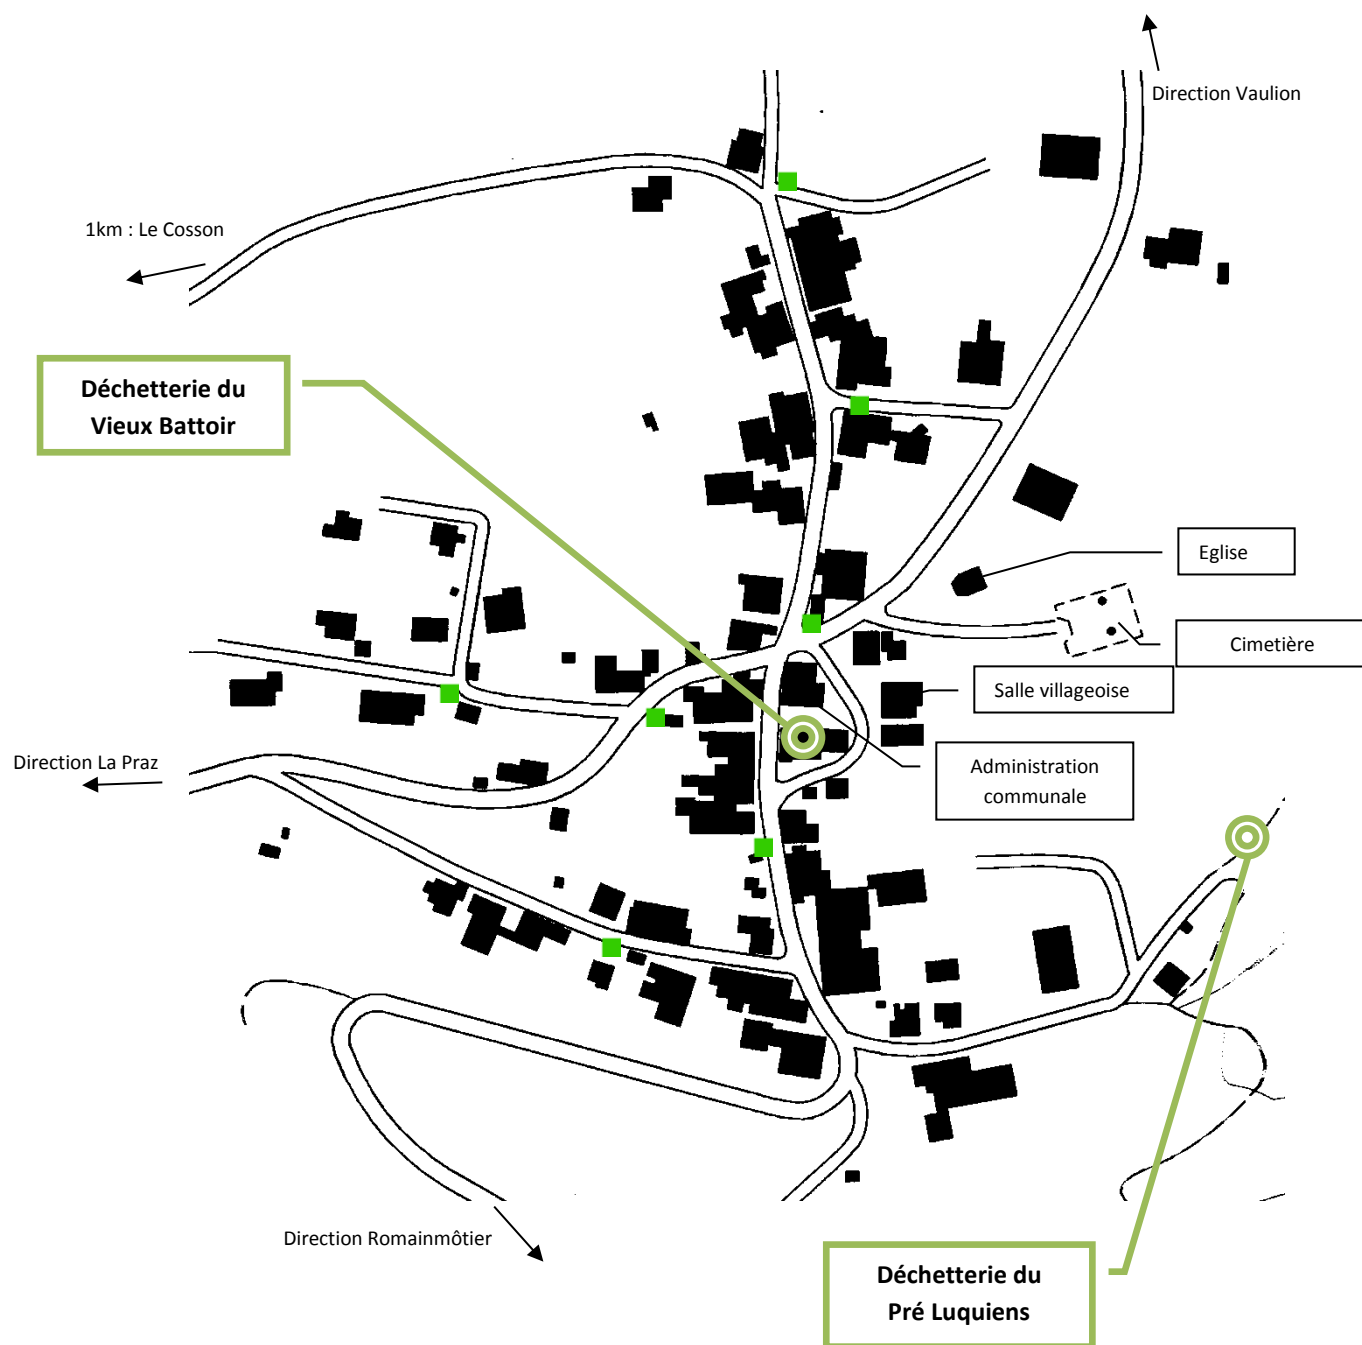 Direction Vaulion
1km : Le Cosson
Déchetterie du
Vieux Battoir
Eglise
Cimetière
Salle villageoise
Direction La Praz
Administration
communale
Direction Romainmôtier
Déchetterie du
Pré Luquiens